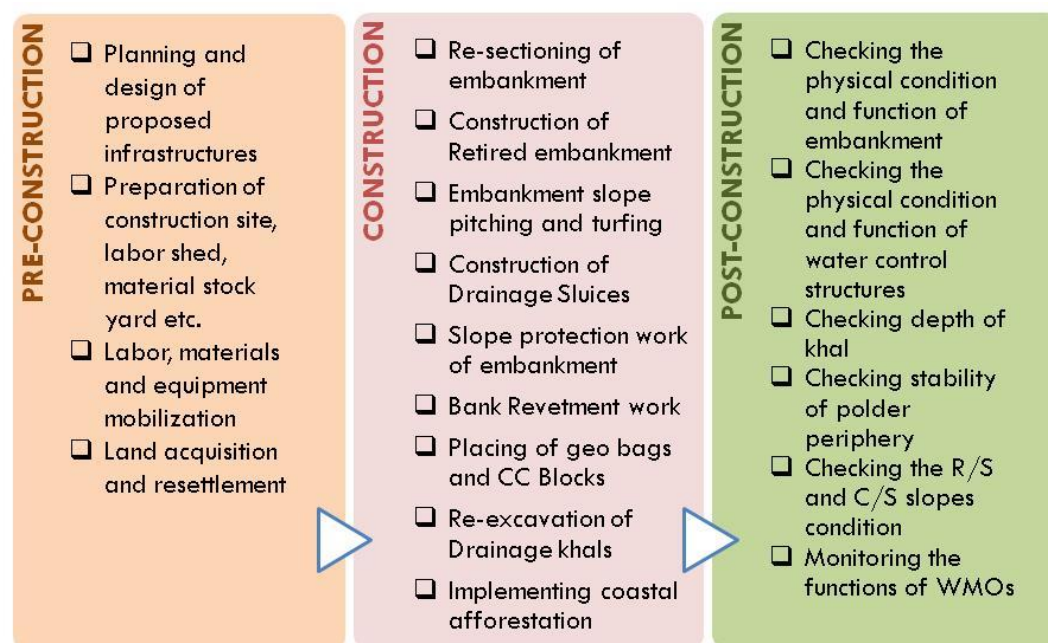 PRE-CONSTRUCTION
❑ Planning and
design of
proposed
infrastructures
❑ Preparation of
construction site,
labor shed,
material stock
yard etc.
❑ Labor, materials
and equipment
mobilization
❑ Land acquisition
and resettlement
CONSTRUCTION
❑ Re-sectioning of
embankment
❑ Construction of
Retired embankment
❑ Embankment slope
pitching and turfing
❑ Construction of
Drainage Sluices
❑ Slope protection work
of embankment
❑ Bank Revetment work
❑ Placing of geo bags
and CC Blocks
❑ Re-excavation of
Drainage khals
❑ Implementing coastal
afforestation
POST-CONSTRUCTION
❑ Checking the
physical condition
and function of
embankment
❑ Checking the
physical condition
and function of
water control
structures
❑ Checking depth of
khal
❑ Checking stability
of polder
periphery
❑ Checking the R/S
and C/S slopes
condition
❑ Monitoring the
functions of WMOs